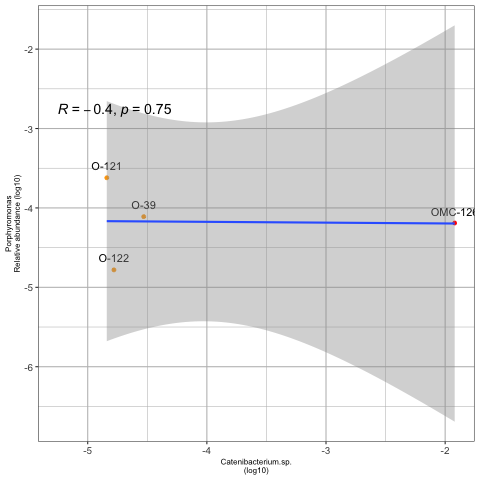 R = −0.4, p = 0.75
O-121
O-39
OMC-126
O-122
-2
-3
-4
-5
-6
-5
-4
-3
-2
Porphyromonas
Relative abundance (log10)
Catenibacterium.sp.
(log10)